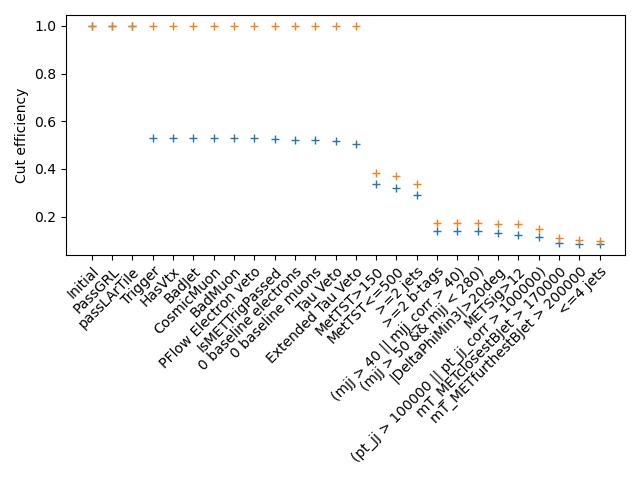 Cut efficiency
1.0
0.8
0.6
0.4
0.2
Initial
PassGRL
passLArTile
Trigger
HasVtx
BadJet
CosmicMuon
BadMuon
PFlow Electron veto
IsMETTrigPassed
0 baseline electrons
0 baseline muons
Tau Veto
Extended Tau Veto
MetTST>150
MetTST<=500
>=2 jets
>=2 b-tags
(mjj > 40 || mjj_corr > 40)
(mjj > 50 && mjj < 280)
|DeltaPhiMin3|>20deg
METSig>12
(pt_jj > 100000 || pt_jj_corr > 100000)
mT_METclosestBJet > 170000
mT_METfurthestBJet > 200000
<=4 jets